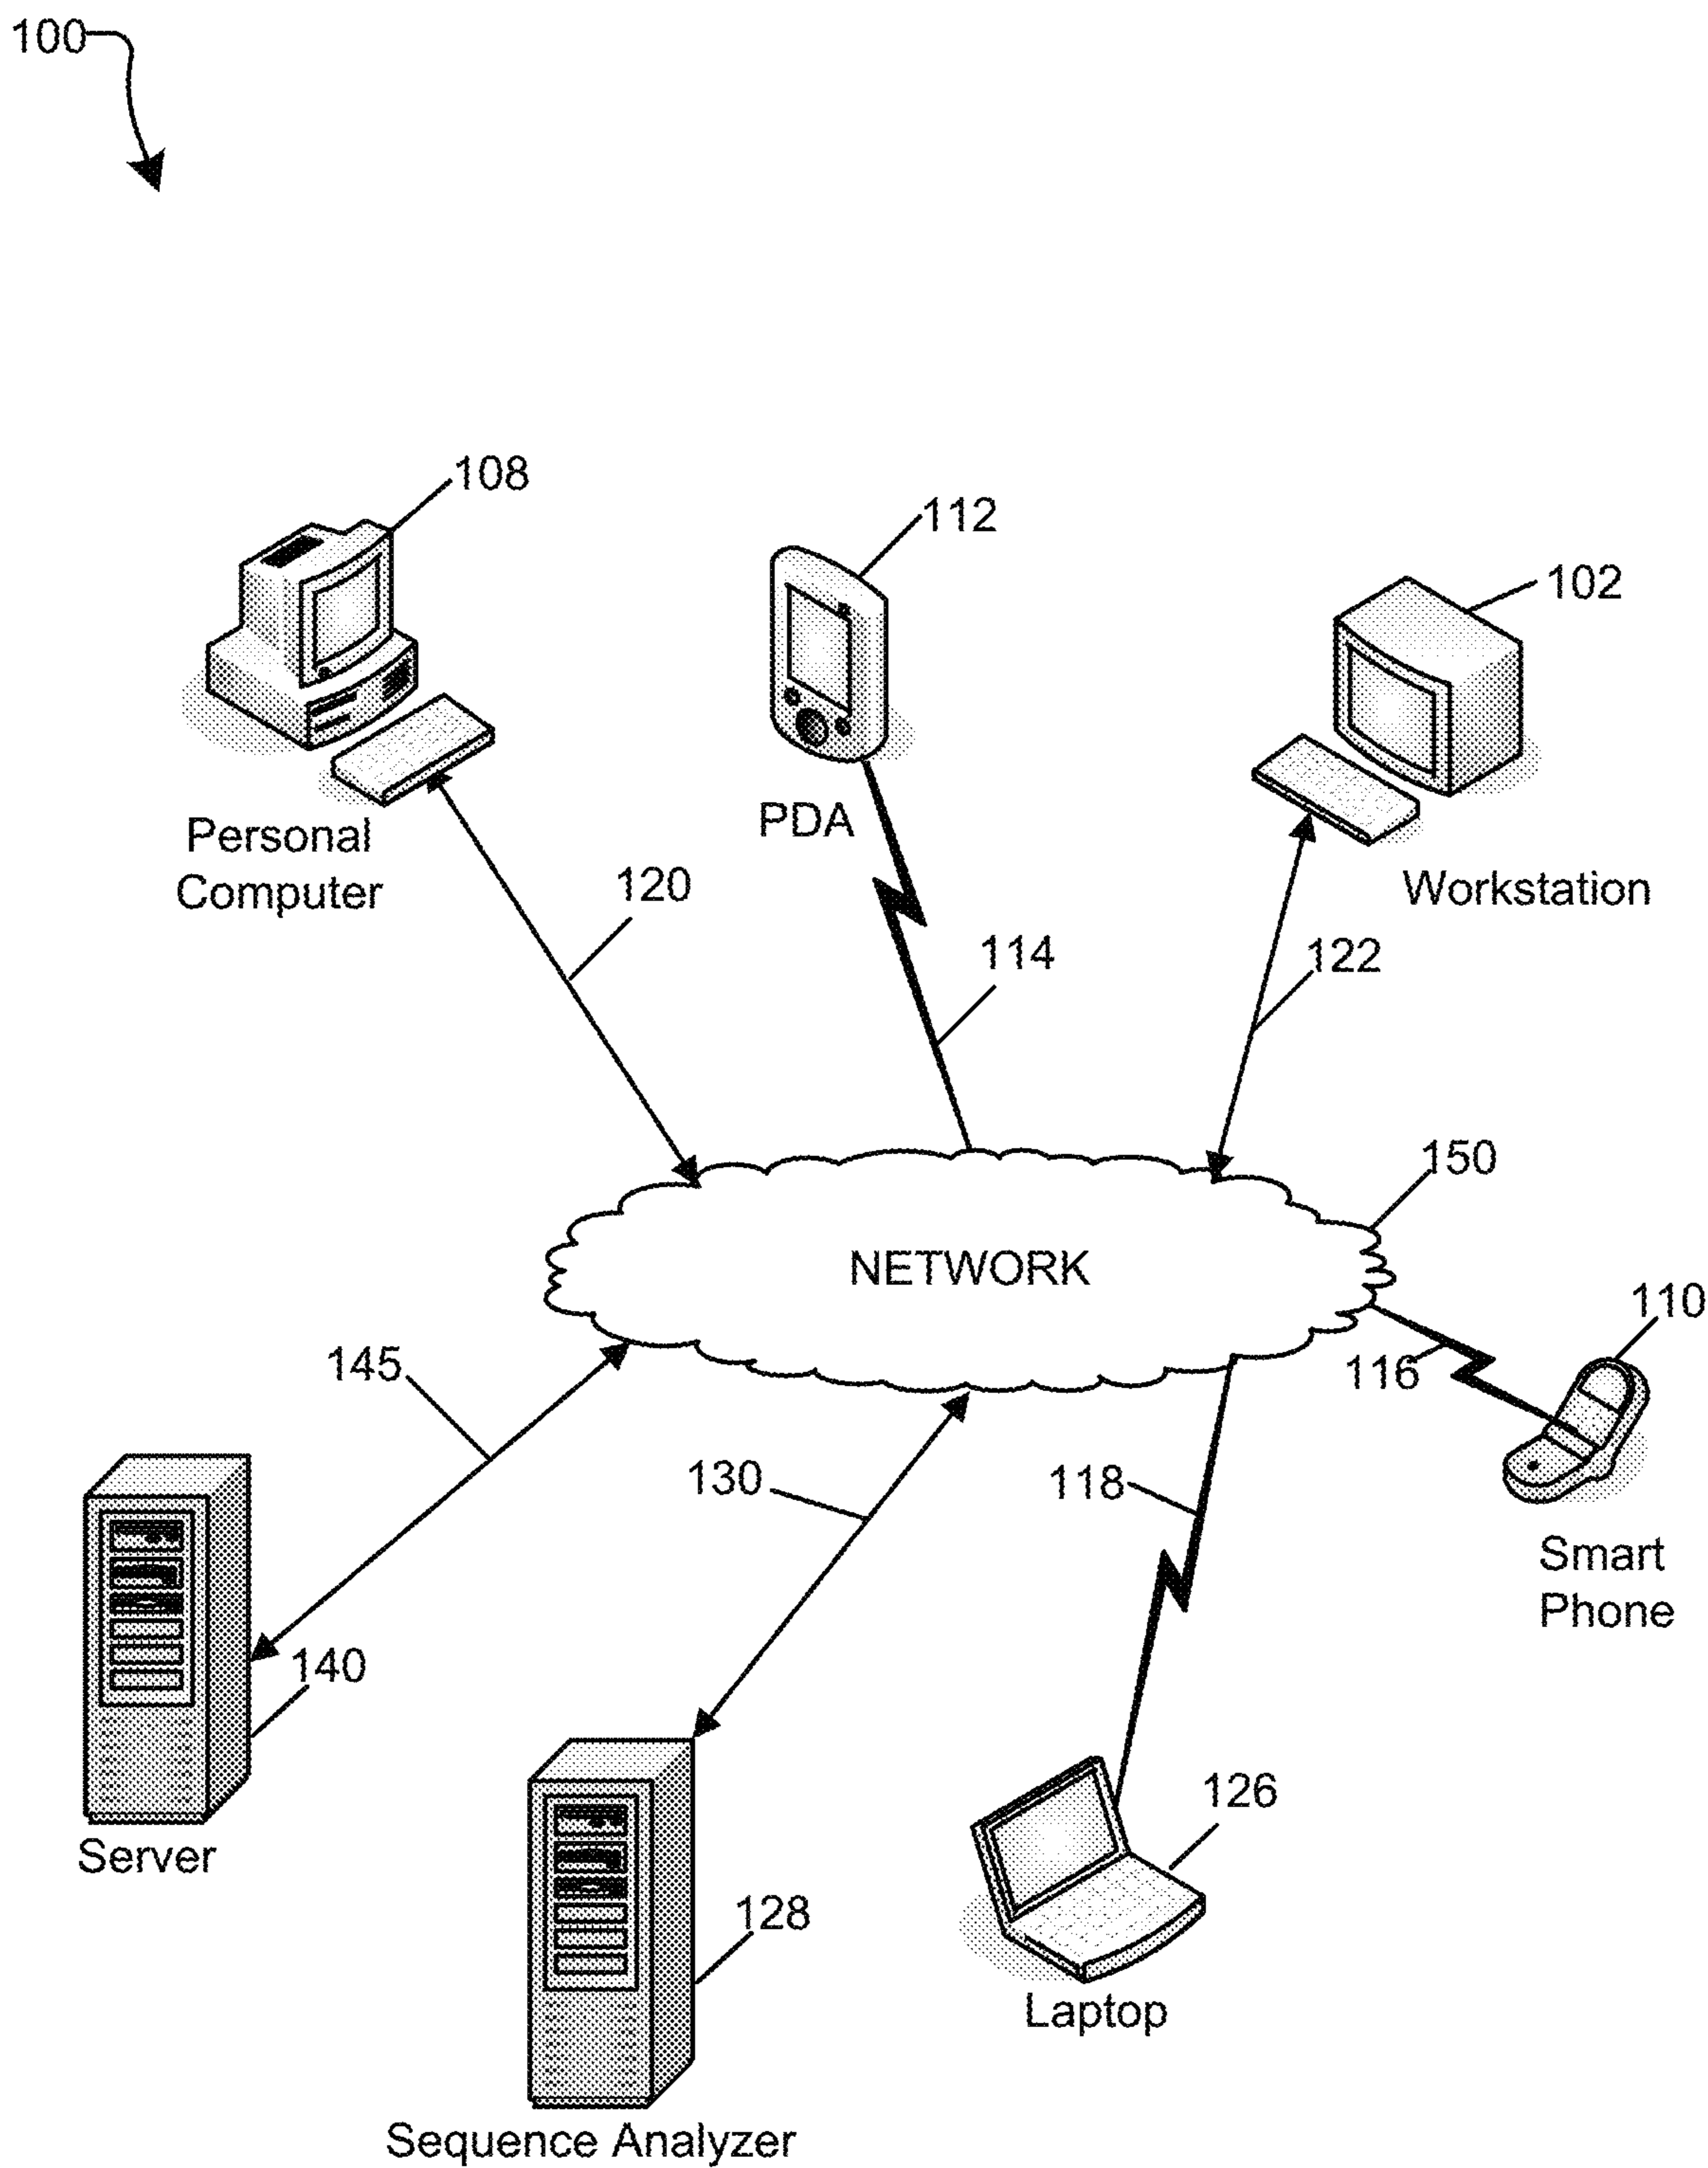 100
108
112
102
Personal
Computer
PDA
Workstation
120
114
122
150
NETWORK
110
145
116
130
118
Smart
Phone
140
126
Server
128
Laptop
Sequence Analyzer